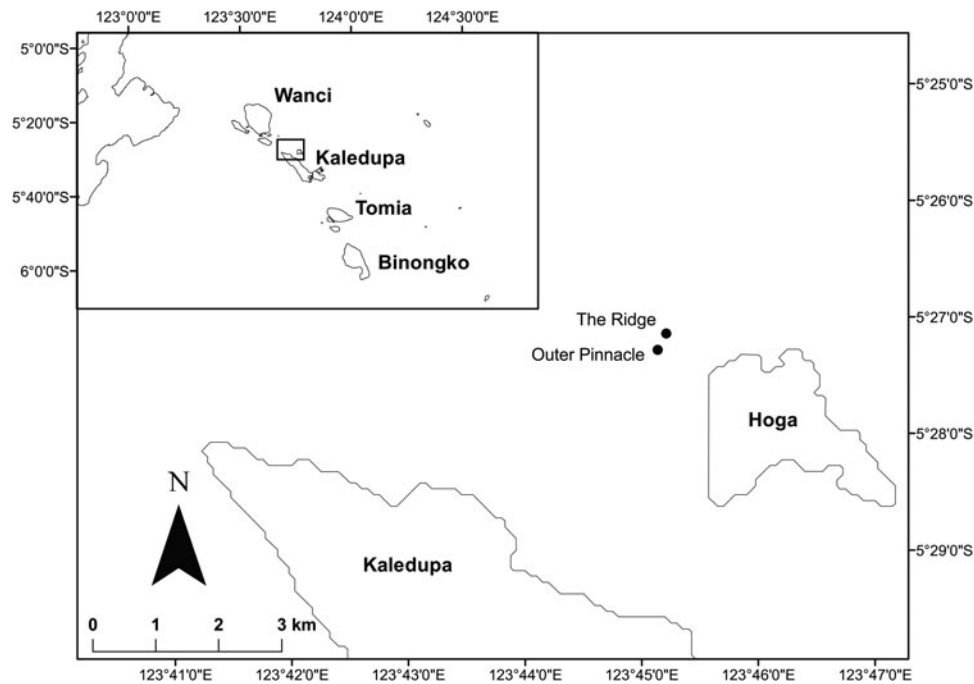 123°0'0"E 123°30'0"E 124°0'0"E 124°30'0"E
5°0'0"S
5°20'0"S
5°40'0"S
6°0'0"S
Wanci
Kaledupa
Tomia
Binongko
5°25'0"S
5°26'0"S
5°27'0"S
5°28'0"S
5°29'0"S
The Ridge
Outer Pinnacle
Hoga
Kaledupa
N
0 1 2 3 km
123°41'0"E 123°42'0"E 123°43'0"E 123°44'0"E 123°45'0"E 123°46'0"E 123°47'0"E